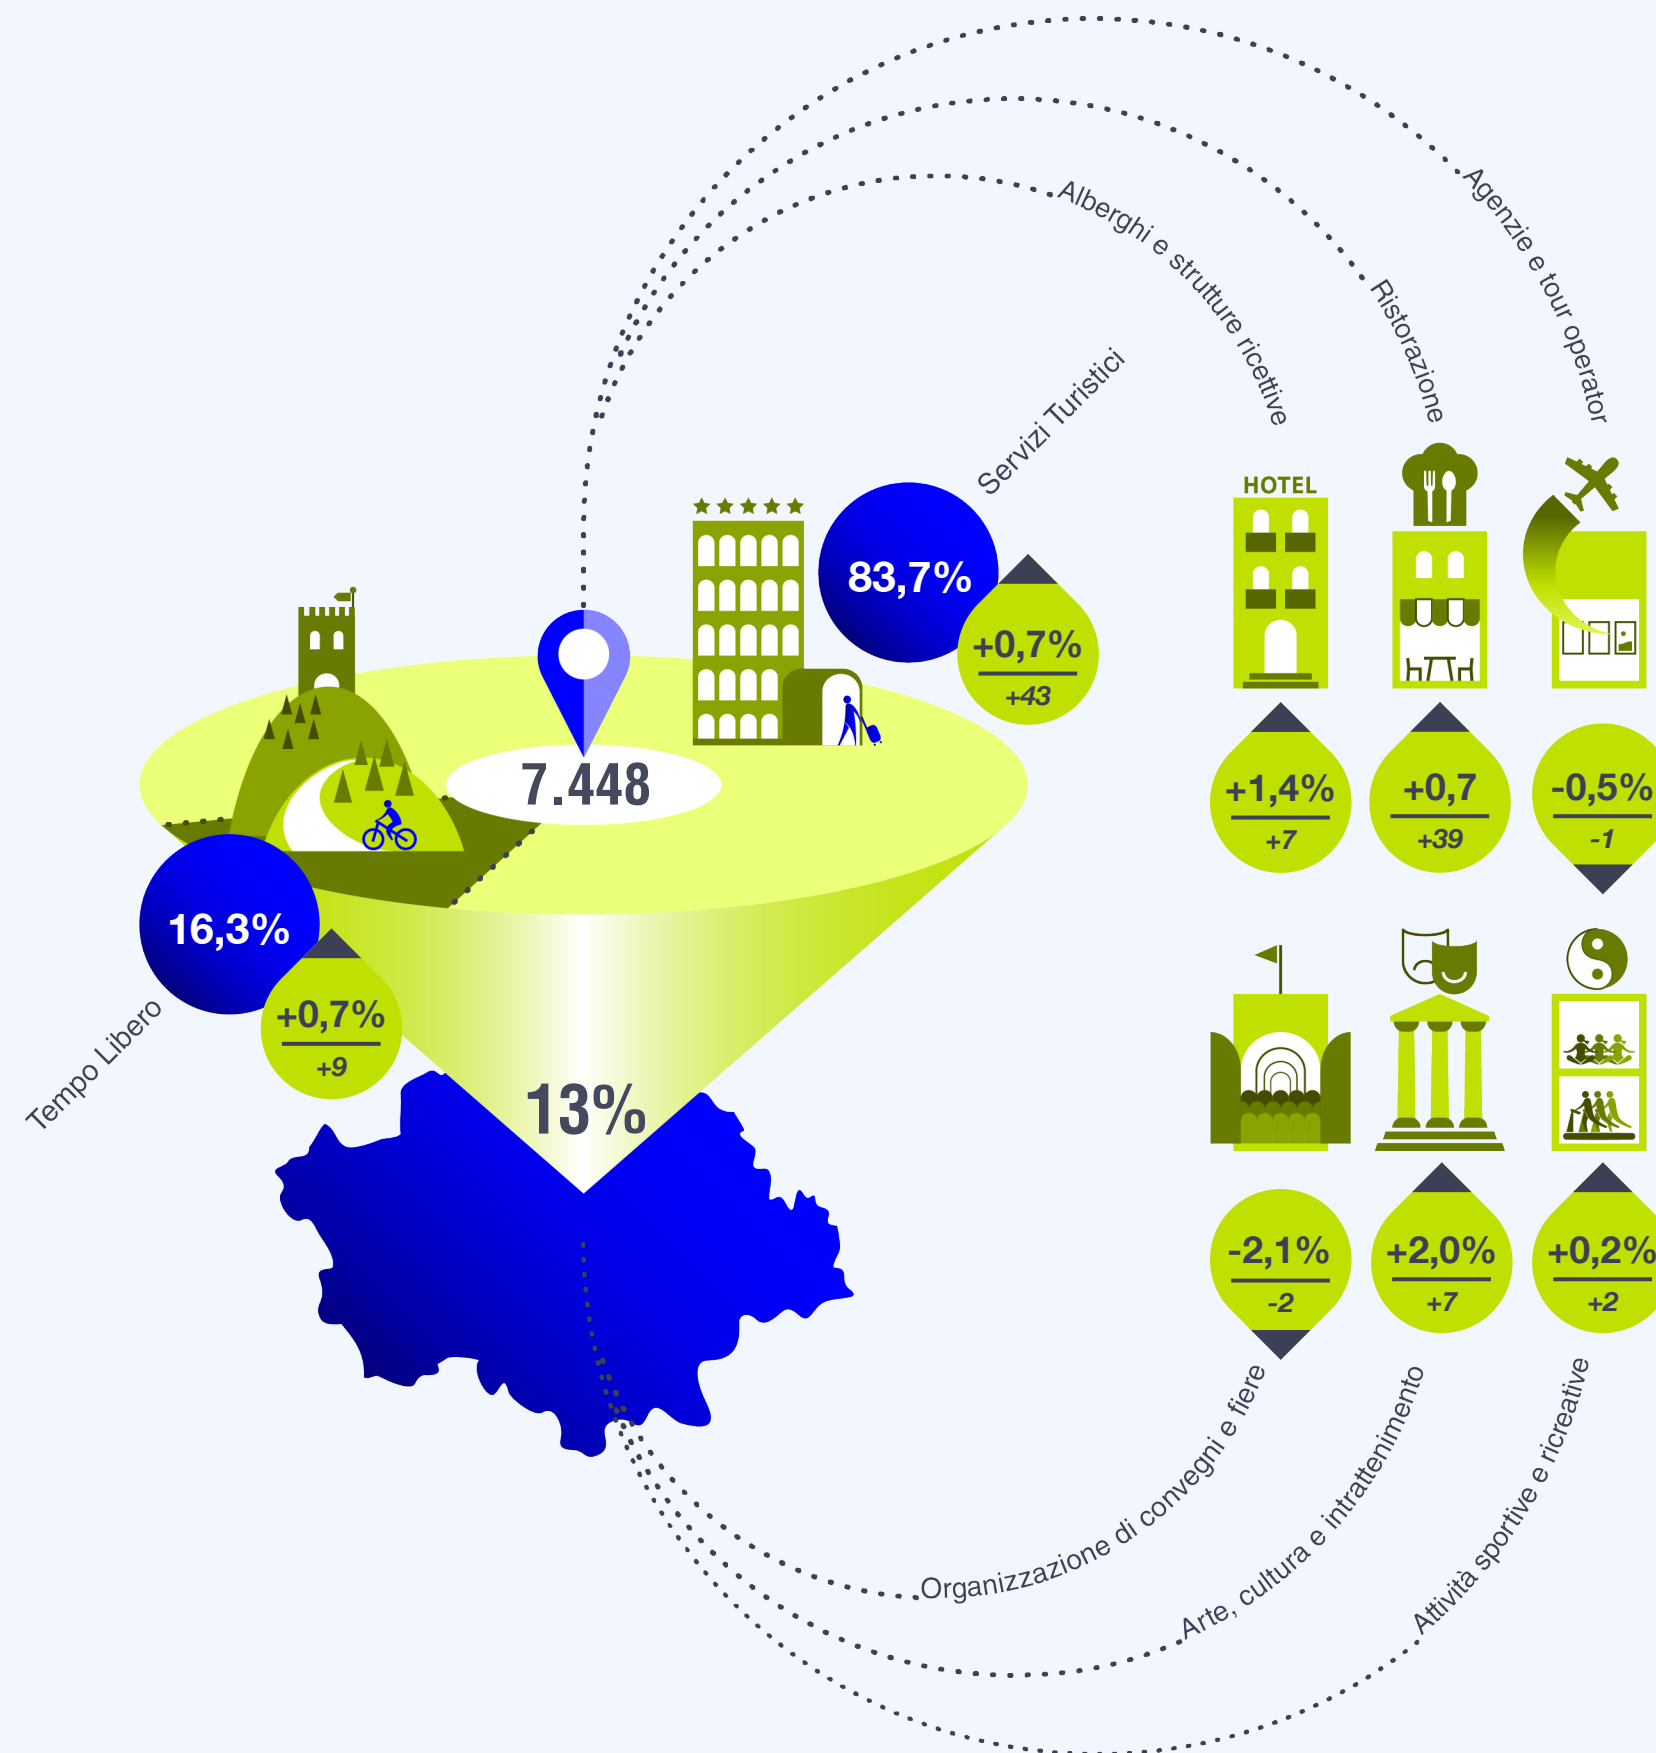 Agenzie e tour operator
Ristorazione
Alberghi e strutture ricettive
Servizi Turistici
83,7%
+0,7%
+43
HOTEL
+1,4%
+7
+0,7
+39
-0,5%
-1
7.448
16,3%
+0,7%
+9
Tempo Libero
13%
-2,1%
-2
+2,0%
+7
+0,2%
+2
Organizzazione di convegni e fiere
Arte, cultura e intrattenimento
Attività sportive e ricreative